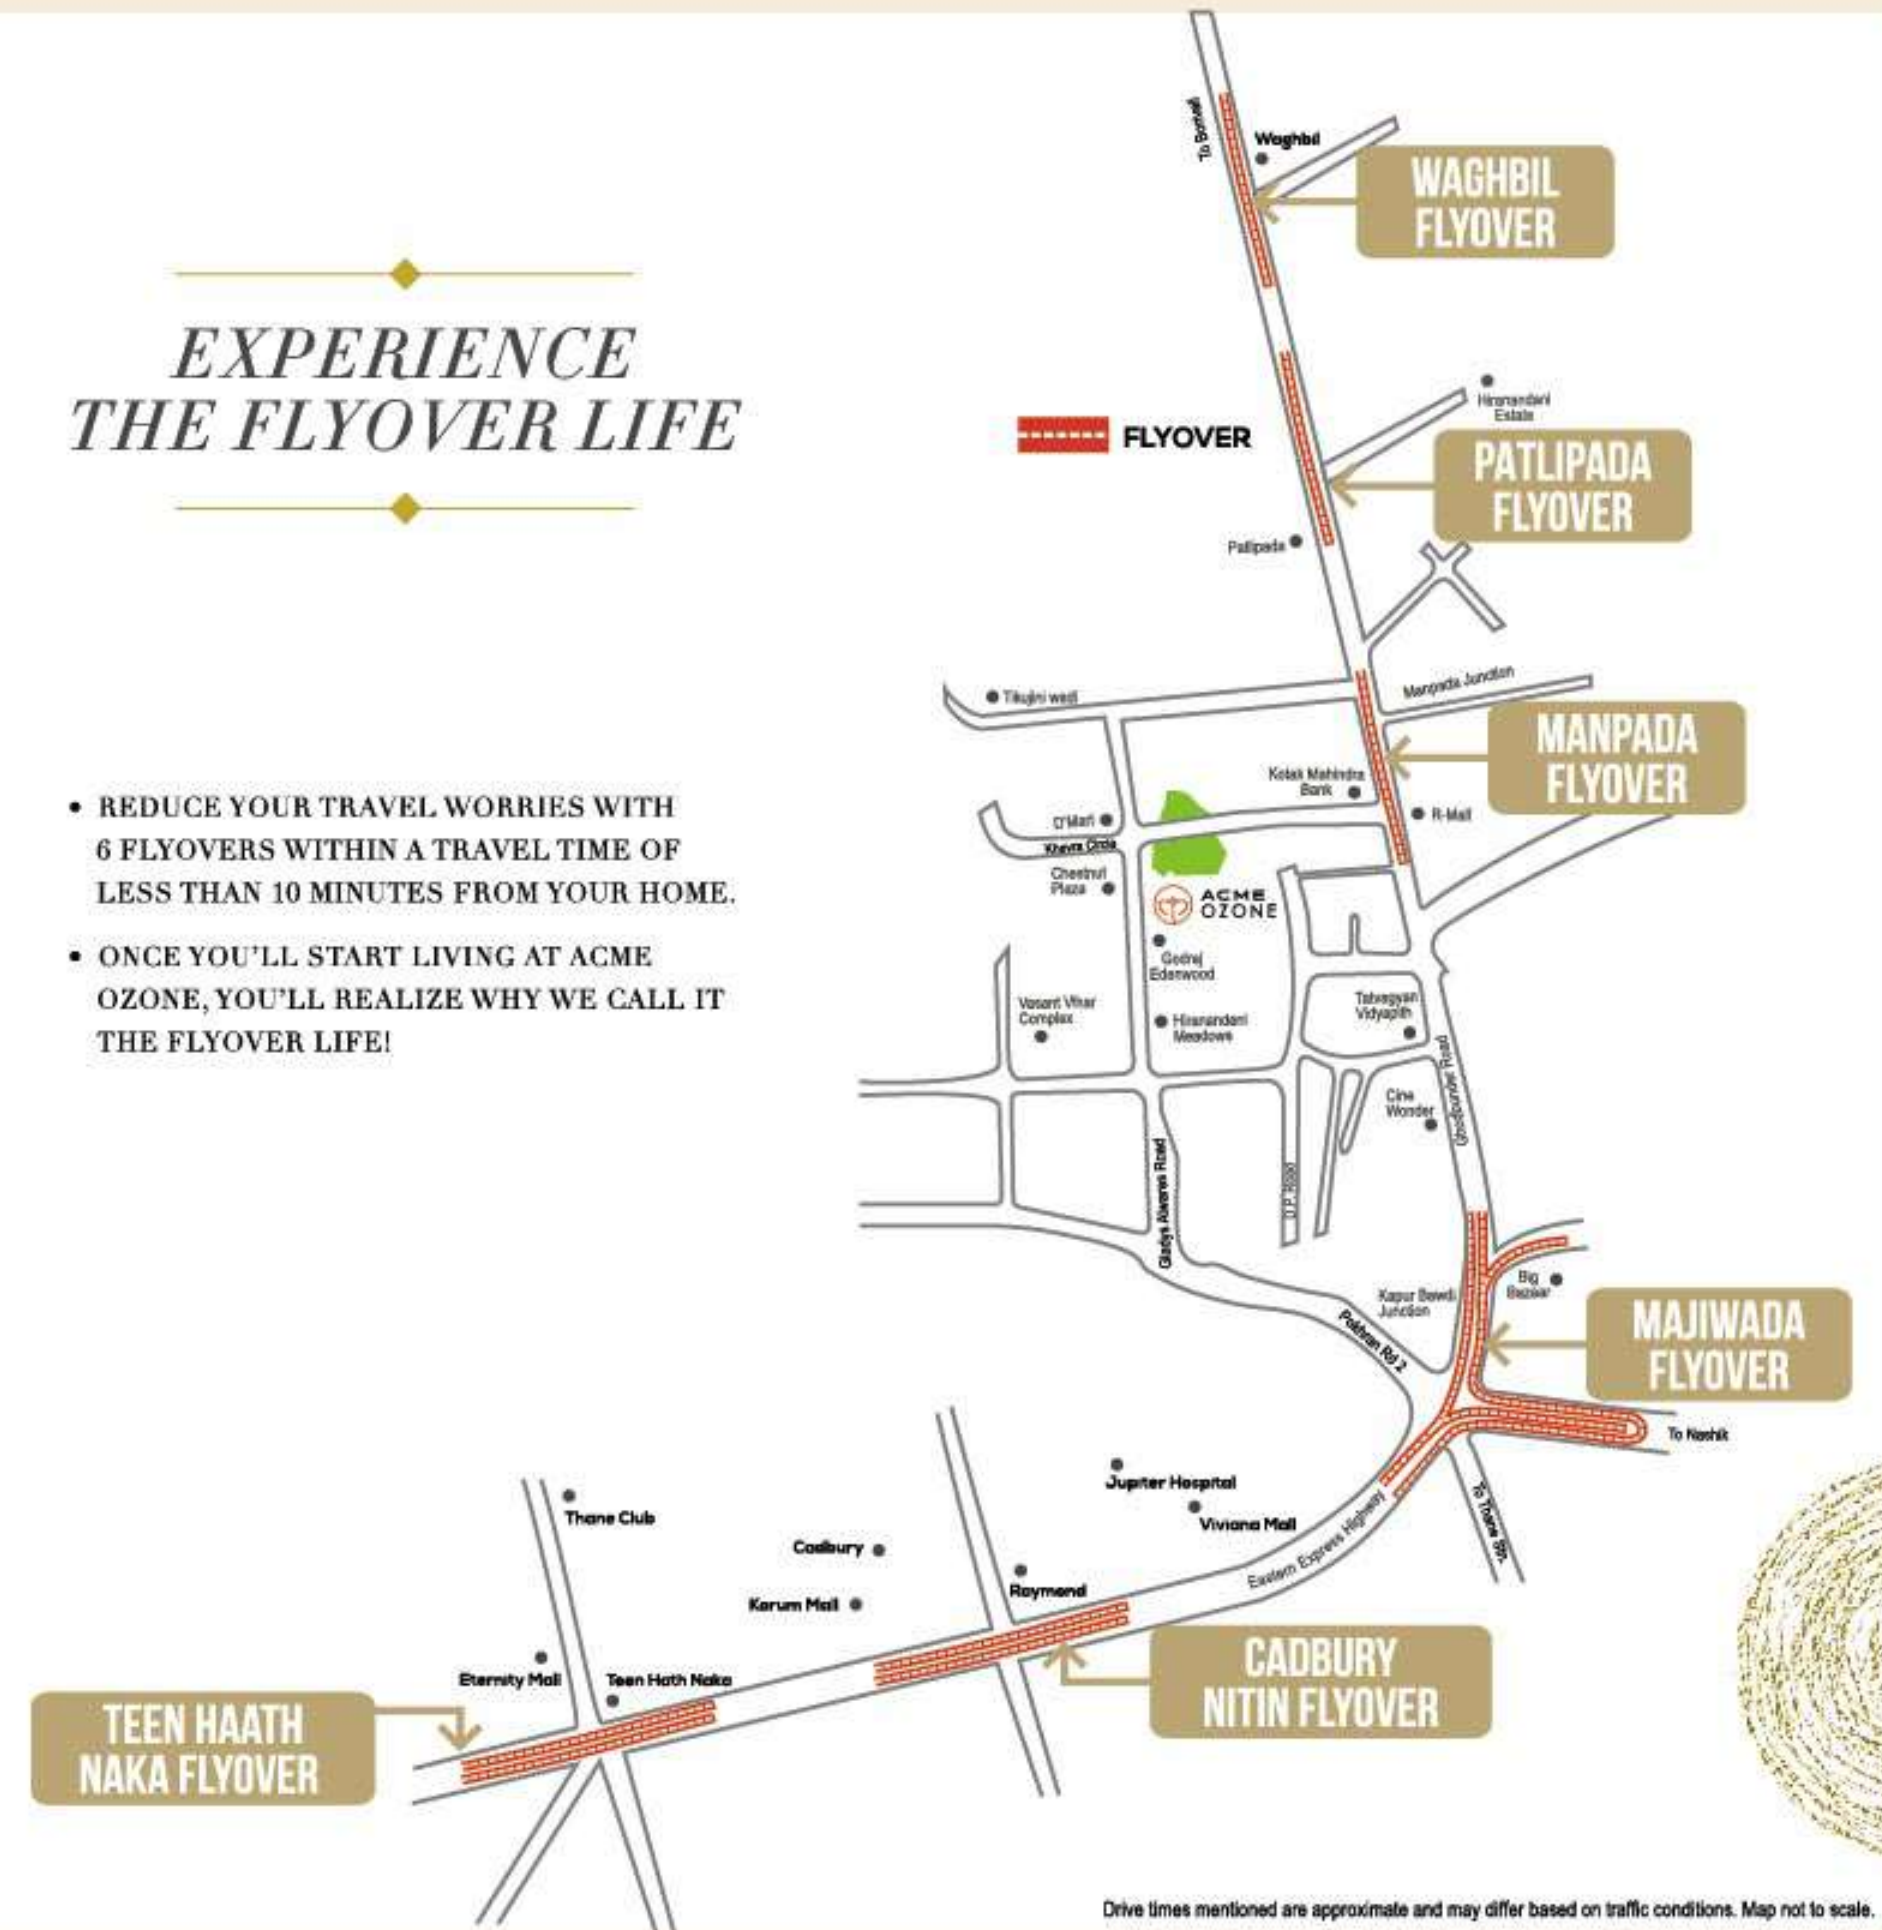 EXPERIENCE
THE FLYOVER LIFE
• REDUCE YOUR TRAVEL WORRIES WITH
6 FLYOVERS WITHIN A TRAVEL TIME OF
LESS THAN 10 MINUTES FROM YOUR HOME.
• ONCE YOU'LL START LIVING AT ACME
OZONE, YOU'LL REALIZE WHY WE CALL IT
THE FLYOVER LIFE!
FLYOVER
To Borivali
Waghbil
WAGHBIL
FLYOVER
Hiranandani
Estate
PATLIPADA
FLYOVER
Patlipada
Manpada Junction
Tikujini wadi
MANPADA
FLYOVER
Kotak Mahindra
Bank
R-Mall
D'Mart
Khevra Circle
Chestnut
Plaza
ACME
OZONE
Godrej
Edenwood
Vasant Vihar
Complex
Hiranandani
Meadows
Tatvagyan
Vidyapith
Ghodbunder Road
Cine
Wonder
Gladys Alwares Road
D.P. Road
Kapur Bawdi
Junction
Big
Bazaar
Pokhran Rd 2
MAJIWADA
FLYOVER
To Nashik
To Thane Stn.
Jupiter Hospital
Viviana Mall
Eastern Express Highway
Thane Club
Cadbury
Korum Mall
Raymond
Eternity Mall
Teen Hath Naka
CADBURY
NITIN FLYOVER
TEEN HAATH
NAKA FLYOVER
Drive times mentioned are approximate and may differ based on traffic conditions. Map not to scale.